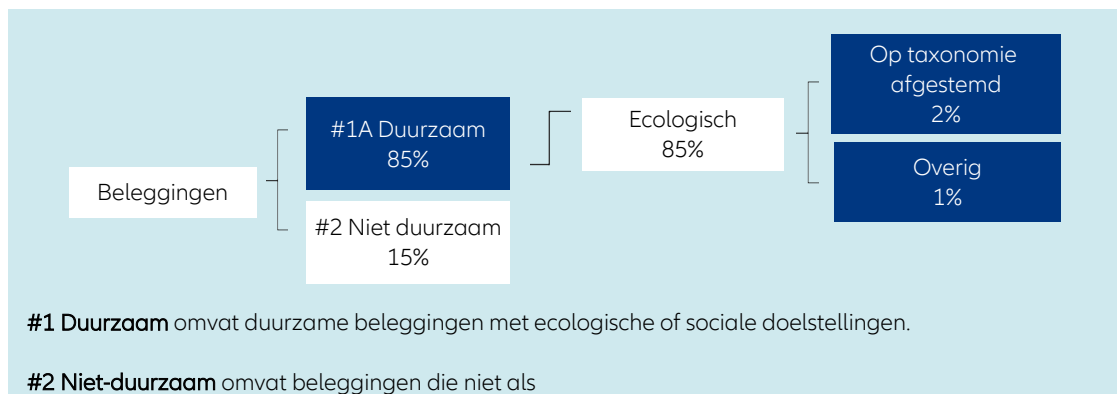 Beleggingen
#1A Duurzaam
85%
#2 Niet duurzaam
15%
Ecologisch
85%
Op taxonomie
afgestemd
2%
Overig
1%
#1 Duurzaam omvat duurzame beleggingen met ecologische of sociale doelstellingen.
#2 Niet-duurzaam omvat beleggingen die niet als